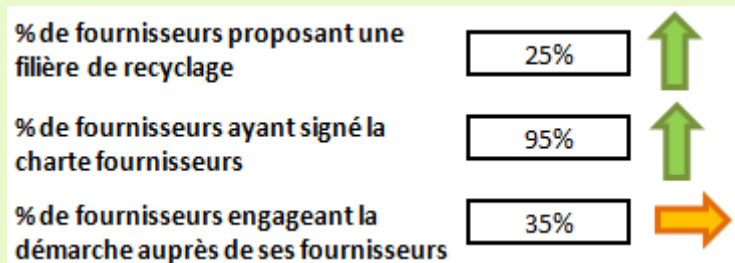 % de fournisseurs proposant une
filière de recyclage
25%
% de fournisseurs ayant signé la
charte fournisseurs
95%
% de fournisseurs engageant la
démarche auprès de ses fournisseurs
35%